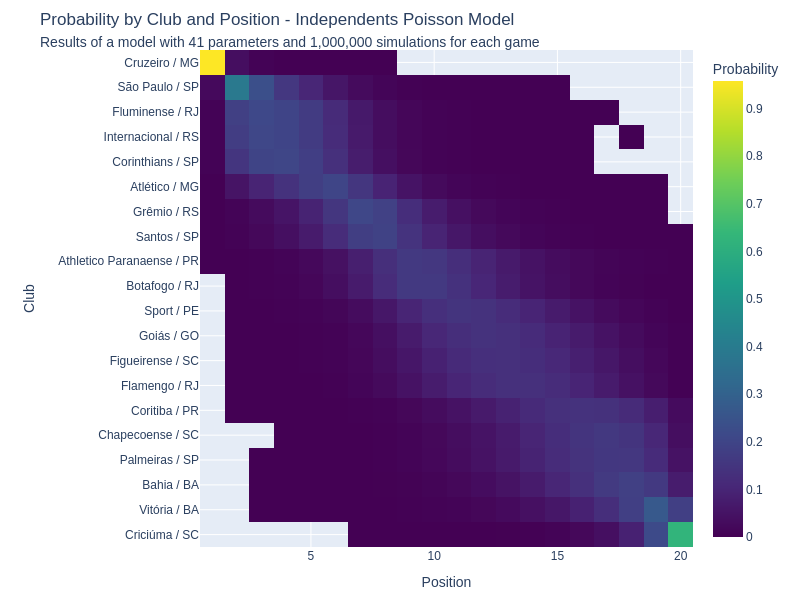 Probability by Club and Position - Independents Poisson Model
Results of a model with 41 parameters and 1,000,000 simulations for each game
Probability
Cruzeiro / MG
São Paulo / SP
Fluminense / RJ
Internacional / RS
Corinthians / SP
Atlético / MG
Grêmio / RS
Santos / SP
Athletico Paranaense / PR
Botafogo / RJ
Sport / PE
Goiás / GO
Figueirense / SC
Flamengo / RJ
Coritiba / PR
Chapecoense / SC
Palmeiras / SP
Bahia / BA
Vitória / BA
Criciúma / SC
Club
5
10
15
20
Position
0.9
0.8
0.7
0.6
0.5
0.4
0.3
0.2
0.1
0